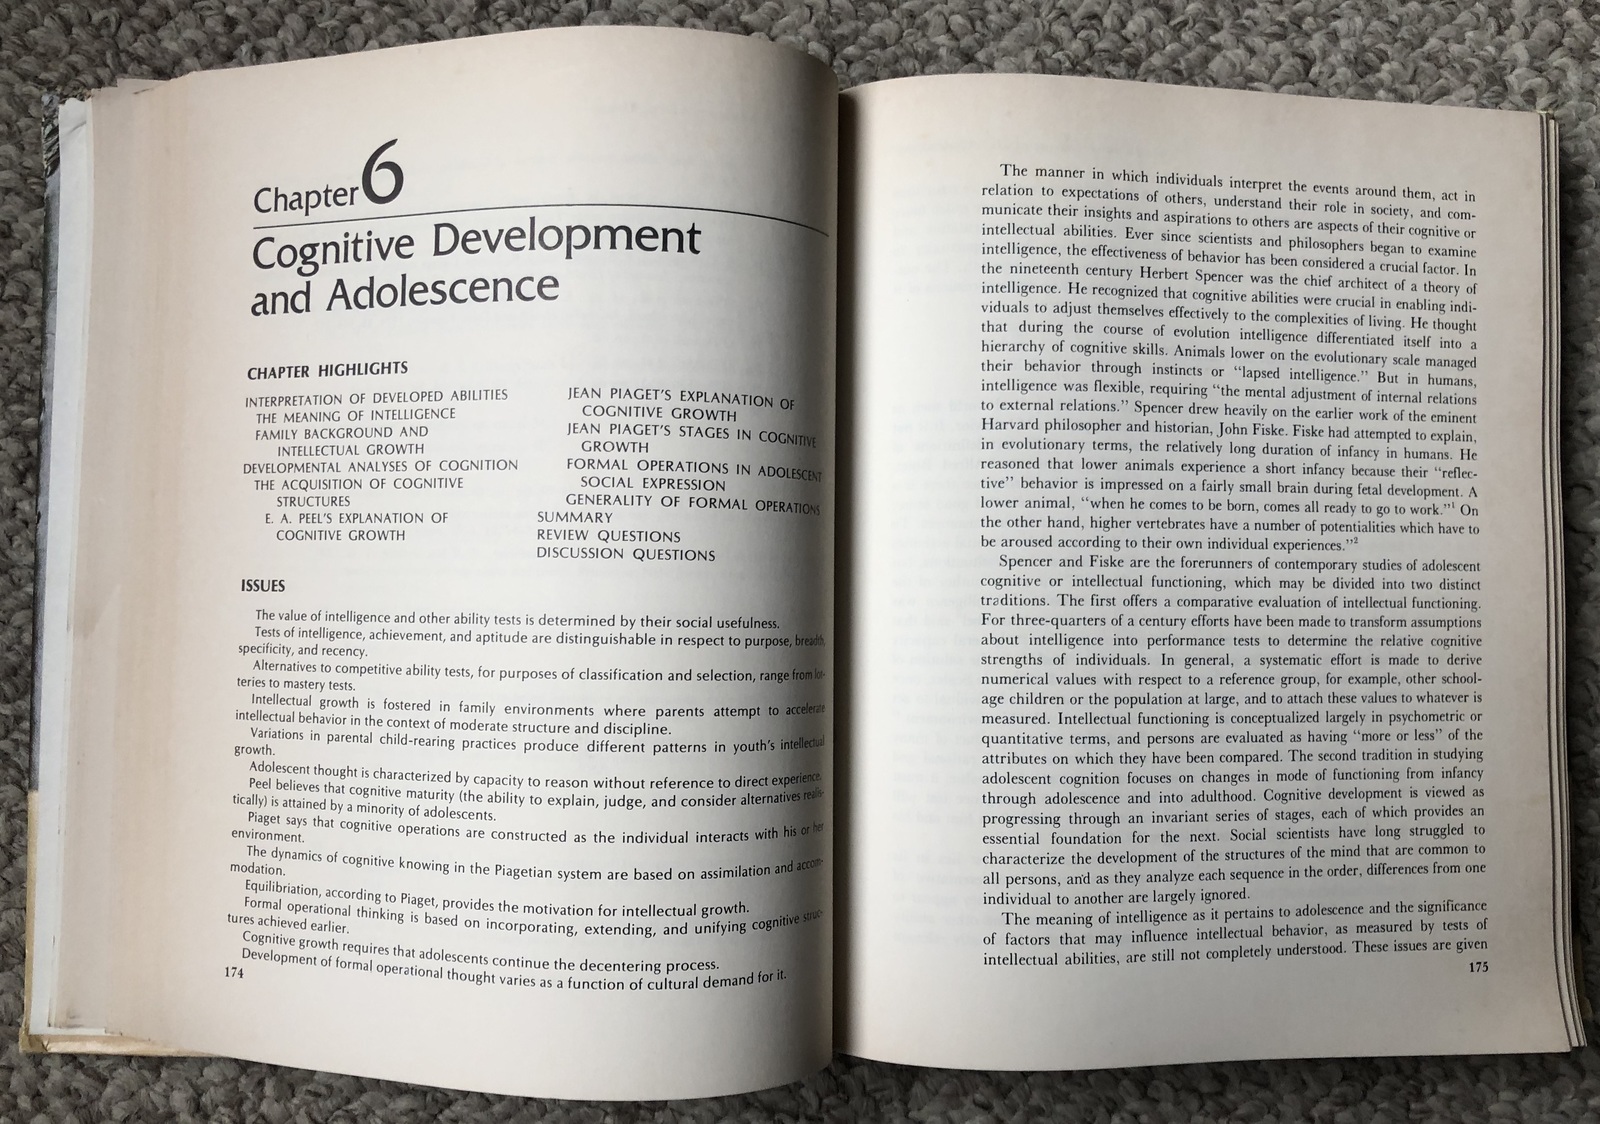 Chapter 6
Cognitive Development
and Adolescence
CHAPTER HIGHLIGHTS
INTERPRETATION OF DEVELOPED ABILITIES
THE MEANING OF INTELLIGENCE
FAMILY BACKGROUND AND
INTELLECTUAL GROWTH
DEVELOPMENTAL ANALYSES OF COGNITION
THE ACQUISITION OF COGNITIVE
STRUCTURES
E. A. PEEL'S EXPLANATION OF
COGNITIVE GROWTH
JEAN PIAGET'S EXPLANATION OF
COGNITIVE GROWTH
JEAN PIAGET'S STAGES IN COGNITIVE
GROWTH
FORMAL OPERATIONS IN ADOLESCENT
SOCIAL EXPRESSION
GENERALITY OF FORMAL OPERATIONS
SUMMARY
REVIEW QUESTIONS
DISCUSSION QUESTIONS
ISSUES
The value of intelligence and other ability tests is determined by their social usefulness.
Tests of intelligence, achievement, and aptitude are distinguishable in respect to purpose, breadth,
specificity, and recency.
Alternatives to competitive ability tests, for purposes of classification and selection, range from lot-
teries to mastery tests.
Intellectual growth is fostered in family environments where parents attempt to accelerate
intellectual behavior in the context of moderate structure and discipline.
Variations in parental child-rearing practices produce different patterns in youth's intellectual
growth.
Adolescent thought is characterized by capacity to reason without reference to direct experience.
Peel believes that cognitive maturity (the ability to explain, judge, and consider alternatives realis-
tically) is attained by a minority of adolescents.
Piaget says that cognitive operations are constructed as the individual interacts with his or her
environment.
The dynamics of cognitive knowing in the Piagetian system are based on assimilation and accom-
modation.
Equilibriation, according to Piaget, provides the motivation for intellectual growth.
Formal operational thinking is based on incorporating, extending, and unifying cognitive struc-
tures achieved earlier.
Cognitive growth requires that adolescents continue the decentering process.
Development of formal operational thought varies as a function of cultural demand for it.
174
The manner in which individuals interpret the events around them, act in
relation to expectations of others, understand their role in society, and com-
municate their insights and aspirations to others are aspects of their cognitive or
intellectual abilities. Ever since scientists and philosophers began to examine
intelligence, the effectiveness of behavior has been considered a crucial factor. In
the nineteenth century Herbert Spencer was the chief architect of a theory of
intelligence. He recognized that cognitive abilities were crucial in enabling indi-
viduals to adjust themselves effectively to the complexities of living. He thought
that during the course of evolution intelligence differentiated itself into a
hierarchy of cognitive skills. Animals lower on the evolutionary scale managed
their behavior through instincts or "lapsed intelligence." But in humans,
intelligence was flexible, requiring "the mental adjustment of internal relations
to external relations." Spencer drew heavily on the earlier work of the eminent
Harvard philosopher and historian, John Fiske. Fiske had attempted to explain,
in evolutionary terms, the relatively long duration of infancy in humans. He
reasoned that lower animals experience a short infancy because their "reflec-
tive" behavior is impressed on a fairly small brain during fetal development. A
lower animal, "when he comes to be born, comes all ready to go to work."¹ On
the other hand, higher vertebrates have a number of potentialities which have to
be aroused according to their own individual experiences."²
Spencer and Fiske are the forerunners of contemporary studies of adolescent
cognitive or intellectual functioning, which may be divided into two distinct
traditions. The first offers a comparative evaluation of intellectual functioning.
For three-quarters of a century efforts have been made to transform assumptions
about intelligence into performance tests to determine the relative cognitive
strengths of individuals. In general, a systematic effort is made to derive
numerical values with respect to a reference group, for example, other school-
age children or the population at large, and to attach these values to whatever is
measured. Intellectual functioning is conceptualized largely in psychometric or
quantitative terms, and persons are evaluated as having "more or less" of the
attributes on which they have been compared. The second tradition in studying
adolescent cognition focuses on changes in mode of functioning from infancy
through adolescence and into adulthood. Cognitive development is viewed as
progressing through an invariant series of stages, each of which provides an
essential foundation for the next. Social scientists have long struggled to
characterize the development of the structures of the mind that are common to
all persons, and as they analyze each sequence in the order, differences from one
individual to another are largely ignored.
The meaning of intelligence as it pertains to adolescence and the significance
of factors that may influence intellectual behavior, as measured by tests of
intellectual abilities, are still not completely understood. These issues are given
175